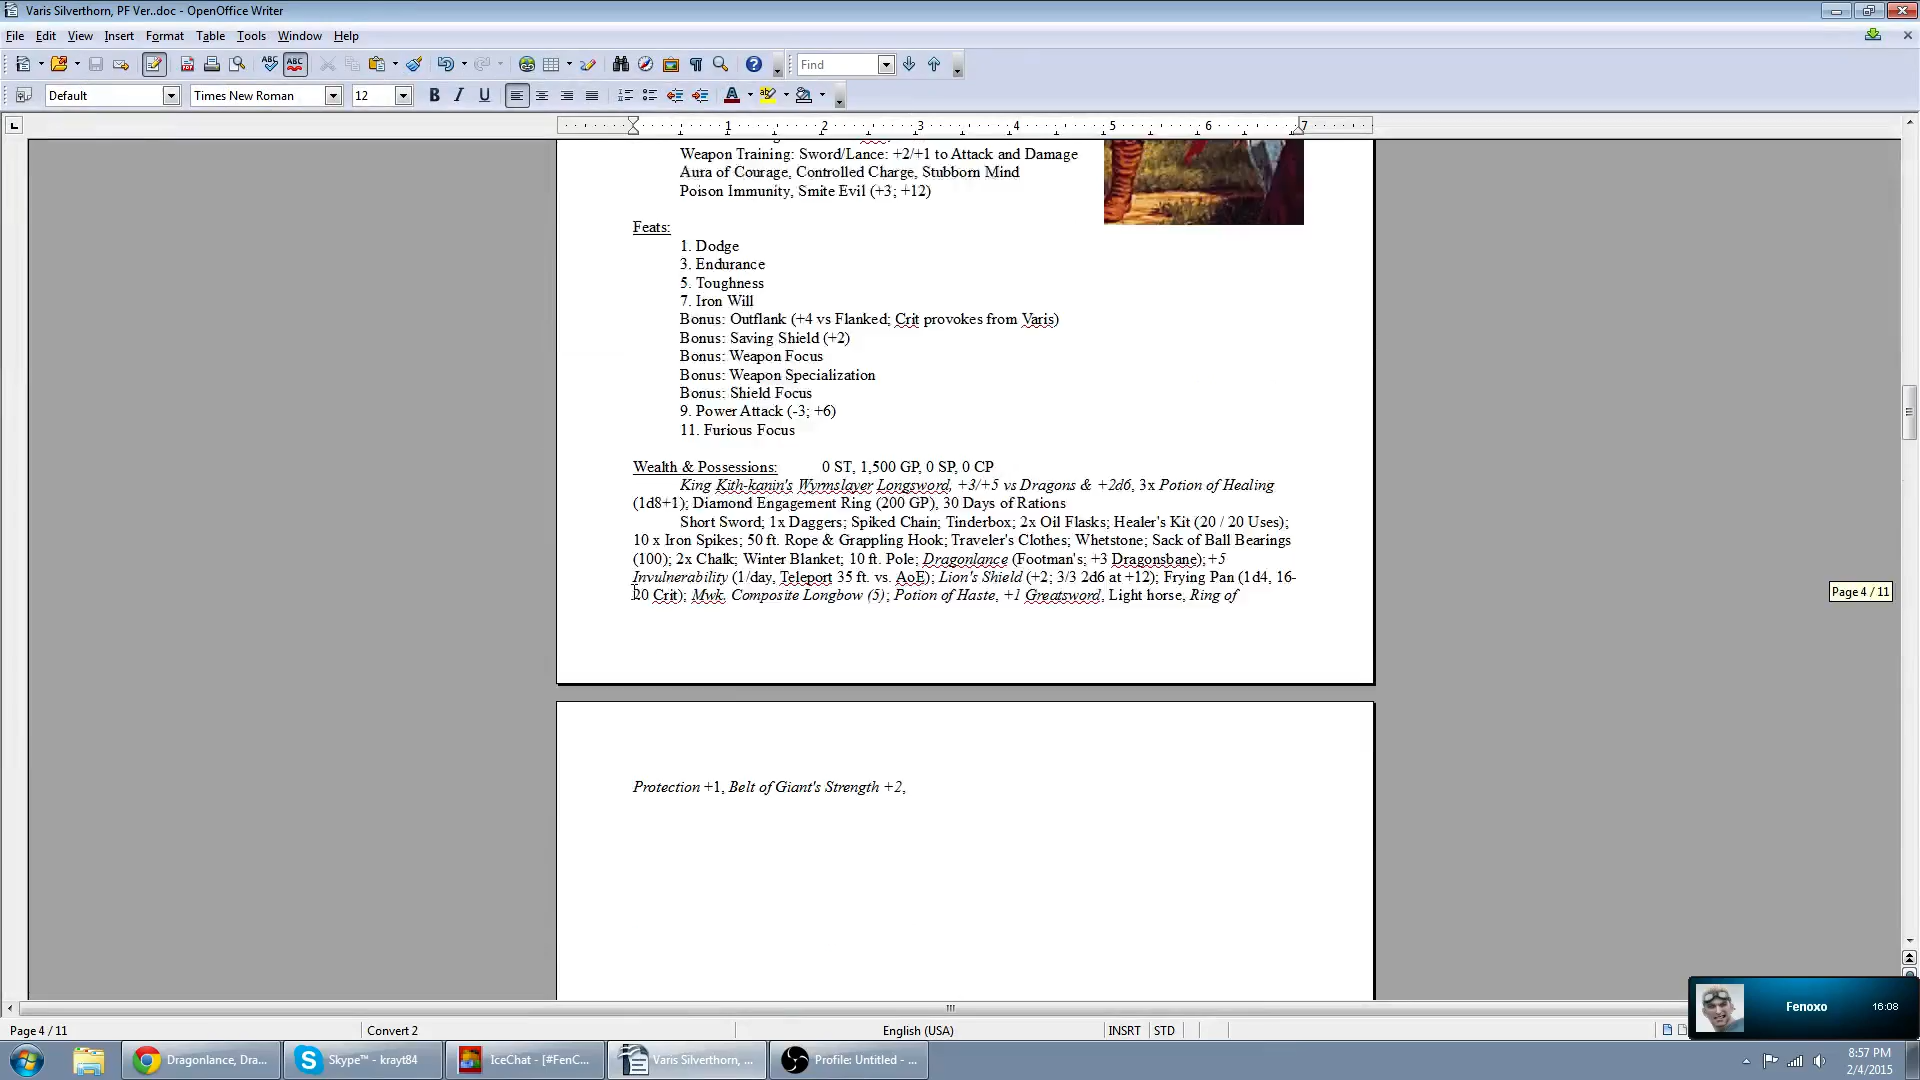 Varis Silverthorn, PF Ver..doc - OpenOffice Writer
File Edit View Insert Format Table Tools Window Help
Find
Default Times New Roman 12
1 2 3 4 5 6 7
Weapon Training: Sword/Lance: +2/+1 to Attack and Damage
Aura of Courage, Controlled Charge, Stubborn Mind
Poison Immunity, Smite Evil (+3; +12)
Feats:
1. Dodge
3. Endurance
5. Toughness
7. Iron Will
Bonus: Outflank (+4 vs Flanked; Crit provokes from Varis)
Bonus: Saving Shield (+2)
Bonus: Weapon Focus
Bonus: Weapon Specialization
Bonus: Shield Focus
9. Power Attack (-3; +6)
11. Furious Focus
Wealth & Possessions: 0 ST, 1,500 GP, 0 SP, 0 CP
King Kith-kanin's Wyrmslayer Longsword, +3/+5 vs Dragons & +2d6, 3x Potion of Healing
(1d8+1); Diamond Engagement Ring (200 GP), 30 Days of Rations
Short Sword; 1x Daggers; Spiked Chain; Tinderbox; 2x Oil Flasks; Healer's Kit (20 / 20 Uses);
10 x Iron Spikes; 50 ft. Rope & Grappling Hook; Traveler's Clothes; Whetstone; Sack of Ball Bearings
(100); 2x Chalk; Winter Blanket; 10 ft. Pole; Dragonlance (Footman's; +3 Dragonsbane); +5
Invulnerability (1/day, Teleport 35 ft. vs. AoE); Lion's Shield (+2; 3/3 2d6 at +12); Frying Pan (1d4, 16-
20 Crit); Mwk. Composite Longbow (5); Potion of Haste, +1 Greatsword, Light horse, Ring of
Page 4 / 11
Protection +1, Belt of Giant's Strength +2,
Fenoxo 16:08
Page 4 / 11 Convert 2 English (USA) INSRT STD
Dragonlance, Dra... Skype™ - krayt84 IceChat - [#FenC... Varis Silverthorn, ... Profile: Untitled - ...
8:57 PM
2/4/2015